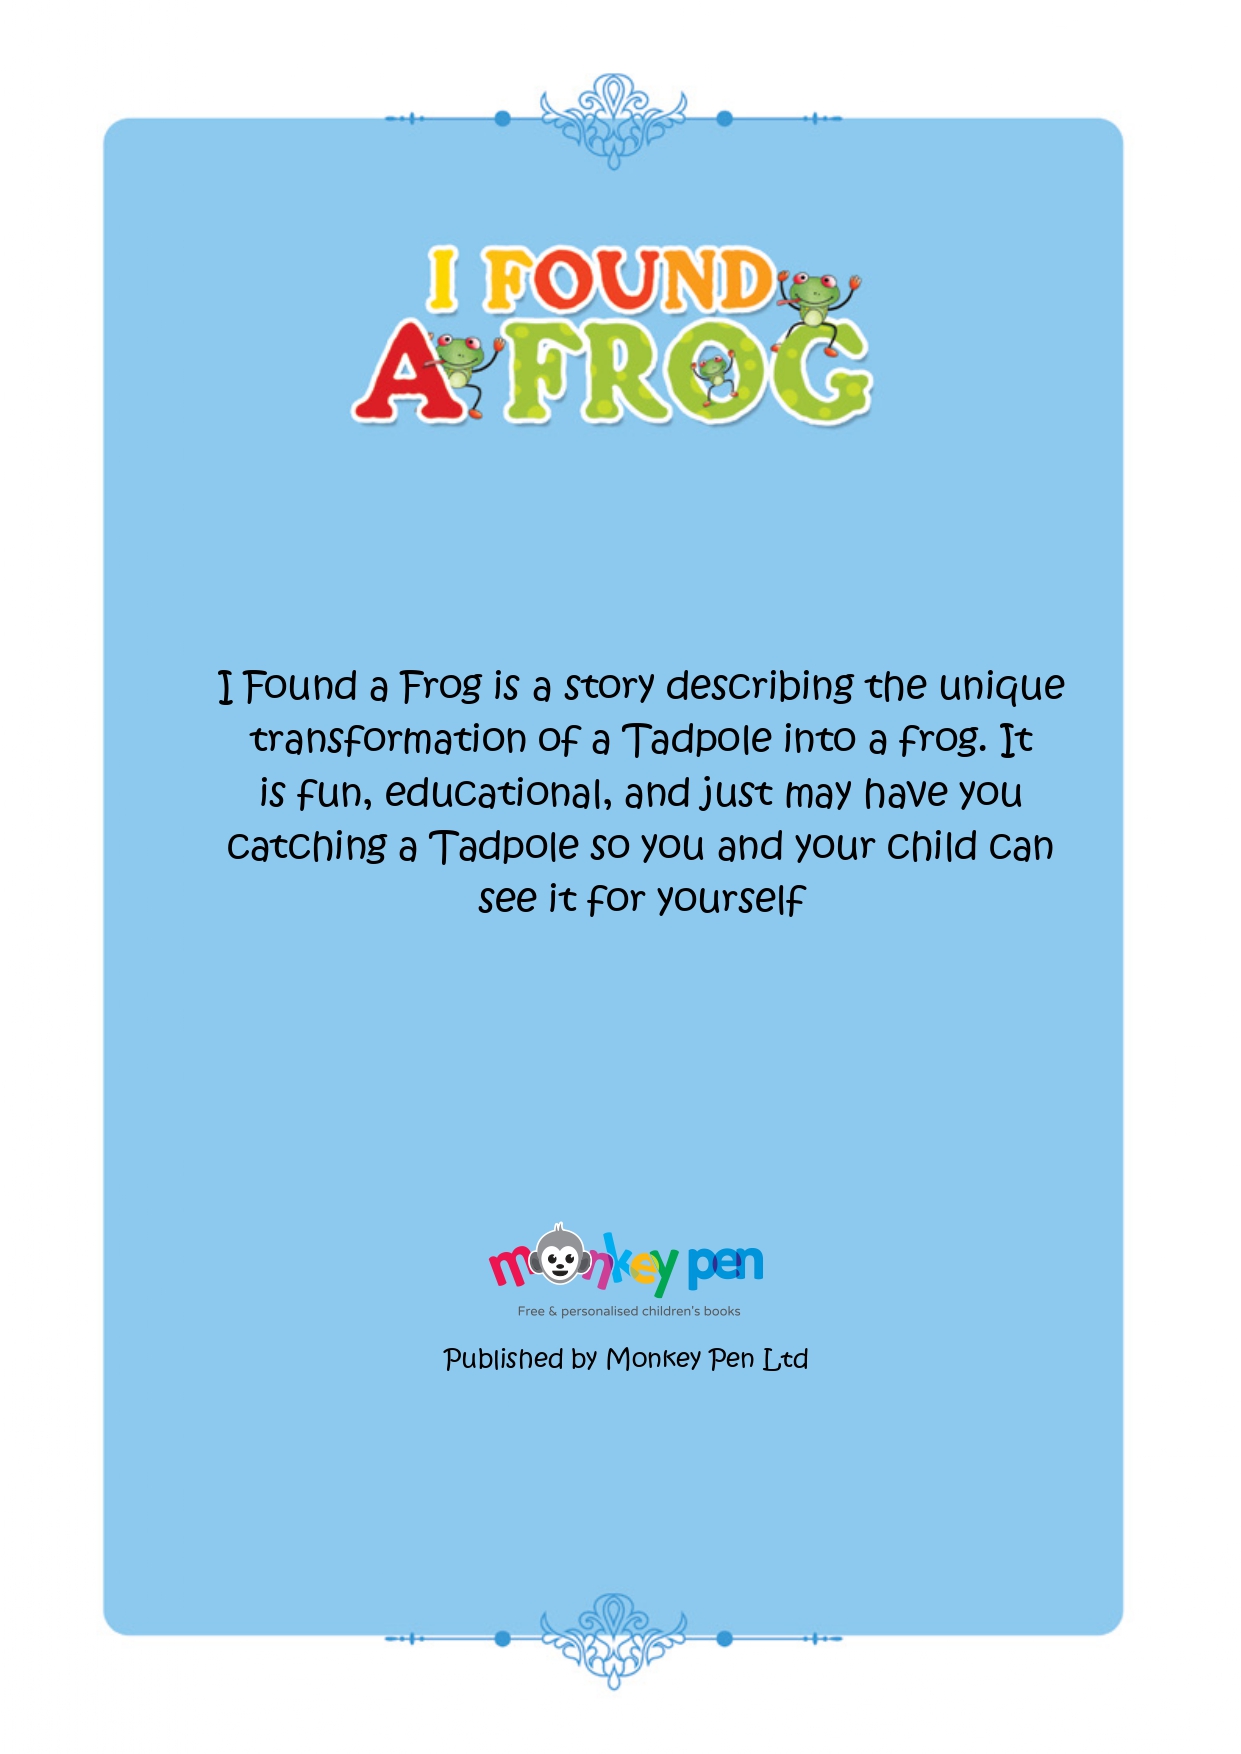 I FOUND
A FROG
I Found a Frog is a story describing the unique
transformation of a Tadpole into a frog. It
is fun, educational, and just may have you
catching a Tadpole so you and your child can
see it for yourself
monkey pen
Free & personalised children's books
Published by Monkey Pen Ltd